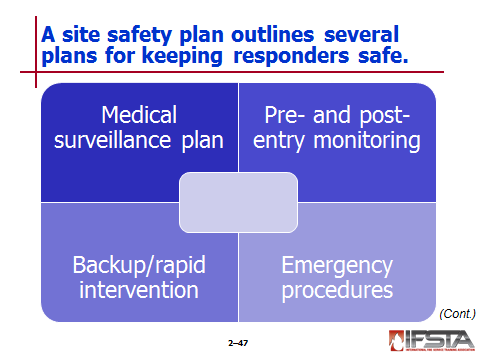 A site safety plan outlines several
plans for keeping responders safe.
Medical
surveillance plan
Pre- and post-
entry monitoring
Backup/rapid
intervention
Emergency
procedures
(Cont.)
2–47
IFSTA
INTERNATIONAL FIRE SERVICE TRAINING ASSOCIATION